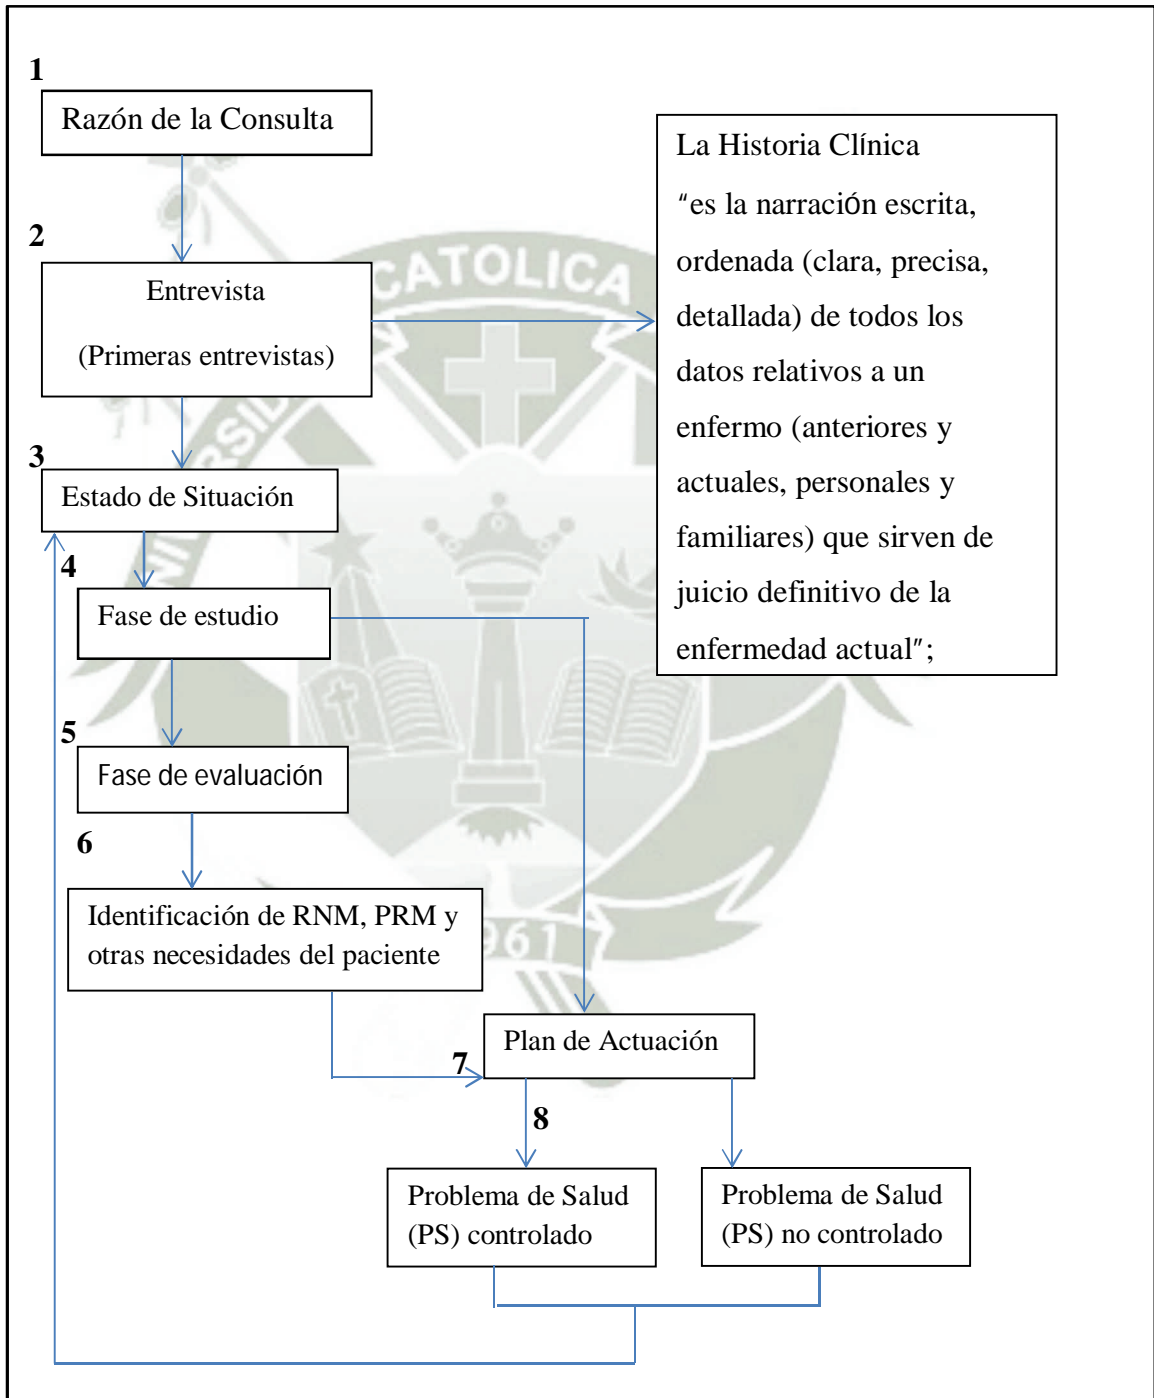 1
Razón de la Consulta
2
Entrevista
(Primeras entrevistas)
La Historia Clínica
"es la narración escrita,
ordenada (clara, precisa,
detallada) de todos los
datos relativos a un
enfermo (anteriores y
actuales, personales y
familiares) que sirven de
juicio definitivo de la
enfermedad actual";
CATOLICA
3
Estado de Situación
4
Fase de estudio
5
Fase de evaluación
6
Identificación de RNM, PRM y
otras necesidades del paciente
961
7
Plan de Actuación
8
Problema de Salud
(PS) controlado
Problema de Salud
(PS) no controlado